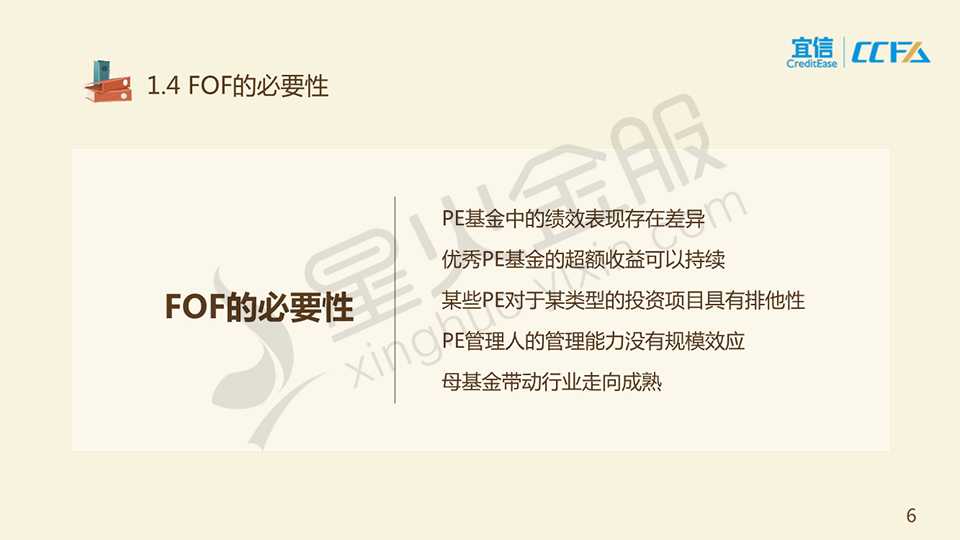 宜信
CreditEase
CCFA
1.4 FOF的必要性
FOF的必要性
PE基金中的绩效表现存在差异
优秀PE基金的超额收益可以持续
某些PE对于某类型的投资项目具有排他性
PE管理人的管理能力没有规模效应
母基金带动行业走向成熟
星火金服
xinghuo.yixin.com
6